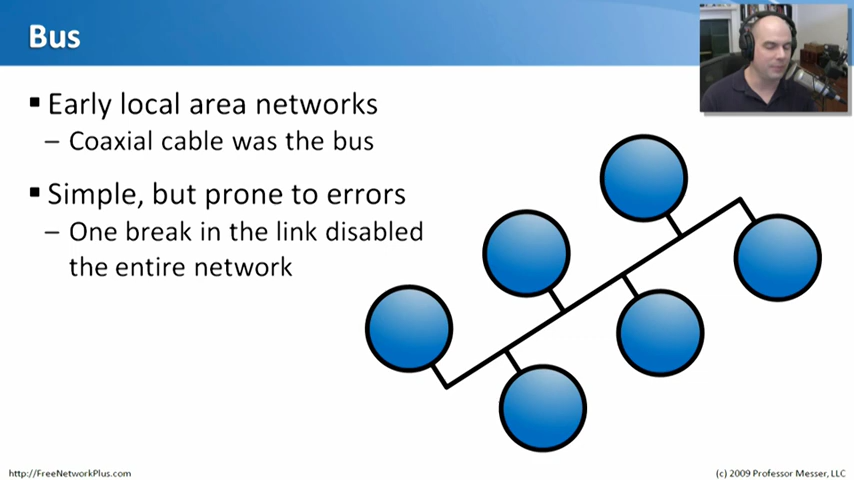 Bus
▪ Early local area networks
– Coaxial cable was the bus
▪ Simple, but prone to errors
– One break in the link disabled
the entire network
http://FreeNetworkPlus.com
(c) 2009 Professor Messer, LLC